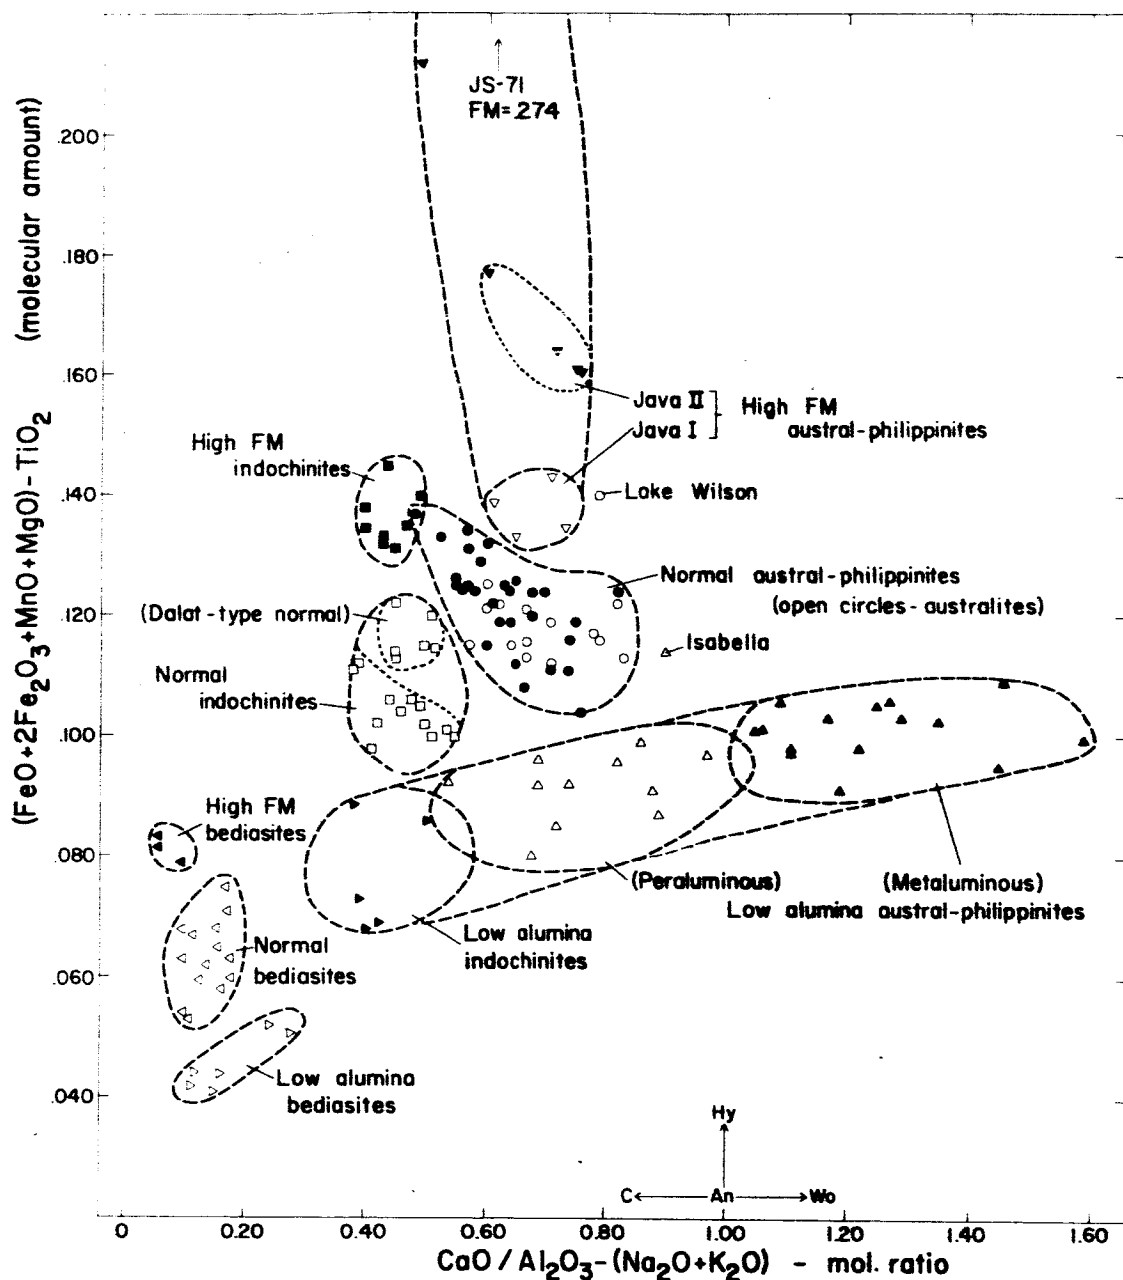 JS-71
FM=.274
(FeO+2Fe₂O₃+MnO+MgO)-TiO₂ (molecular amount)
.200
.180
.160
.140
.120
.100
.080
.060
.040
Java II
Java I
High FM
austral-philippinites
High FM
indochinites
Lake Wilson
Normal austral-philippinites
(open circles-australites)
(Dalat-type normal)
Isabella
Normal
indochinites
High FM
bediasites
(Peraluminous)
(Metaluminous)
Low alumina austral-philippinites
Low alumina
indochinites
Normal
bediasites
Low alumina
bediasites
Hy
C
An
Wo
0
0.20
0.40
0.60
0.80
1.00
1.20
1.40
1.60
CaO/Al₂O₃-(Na₂O+K₂O) - mol. ratio